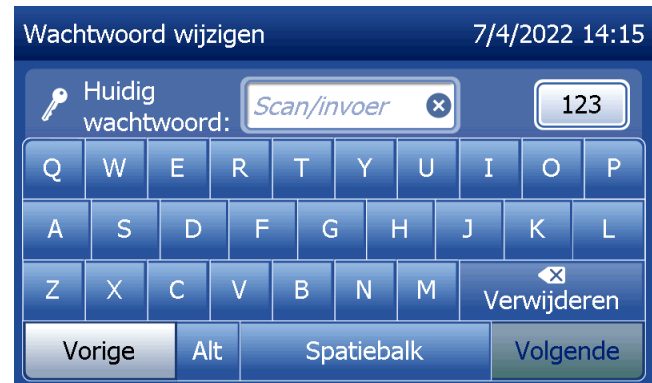 Wachtwoord wijzigen 7/4/2022 14:15
Huidig
wachtwoord: Scan/invoer 123
Q W E R T Y U I O P
A S D F G H J K L
Z X C V B N M Verwijderen
Vorige Alt Spatiebalk Volgende